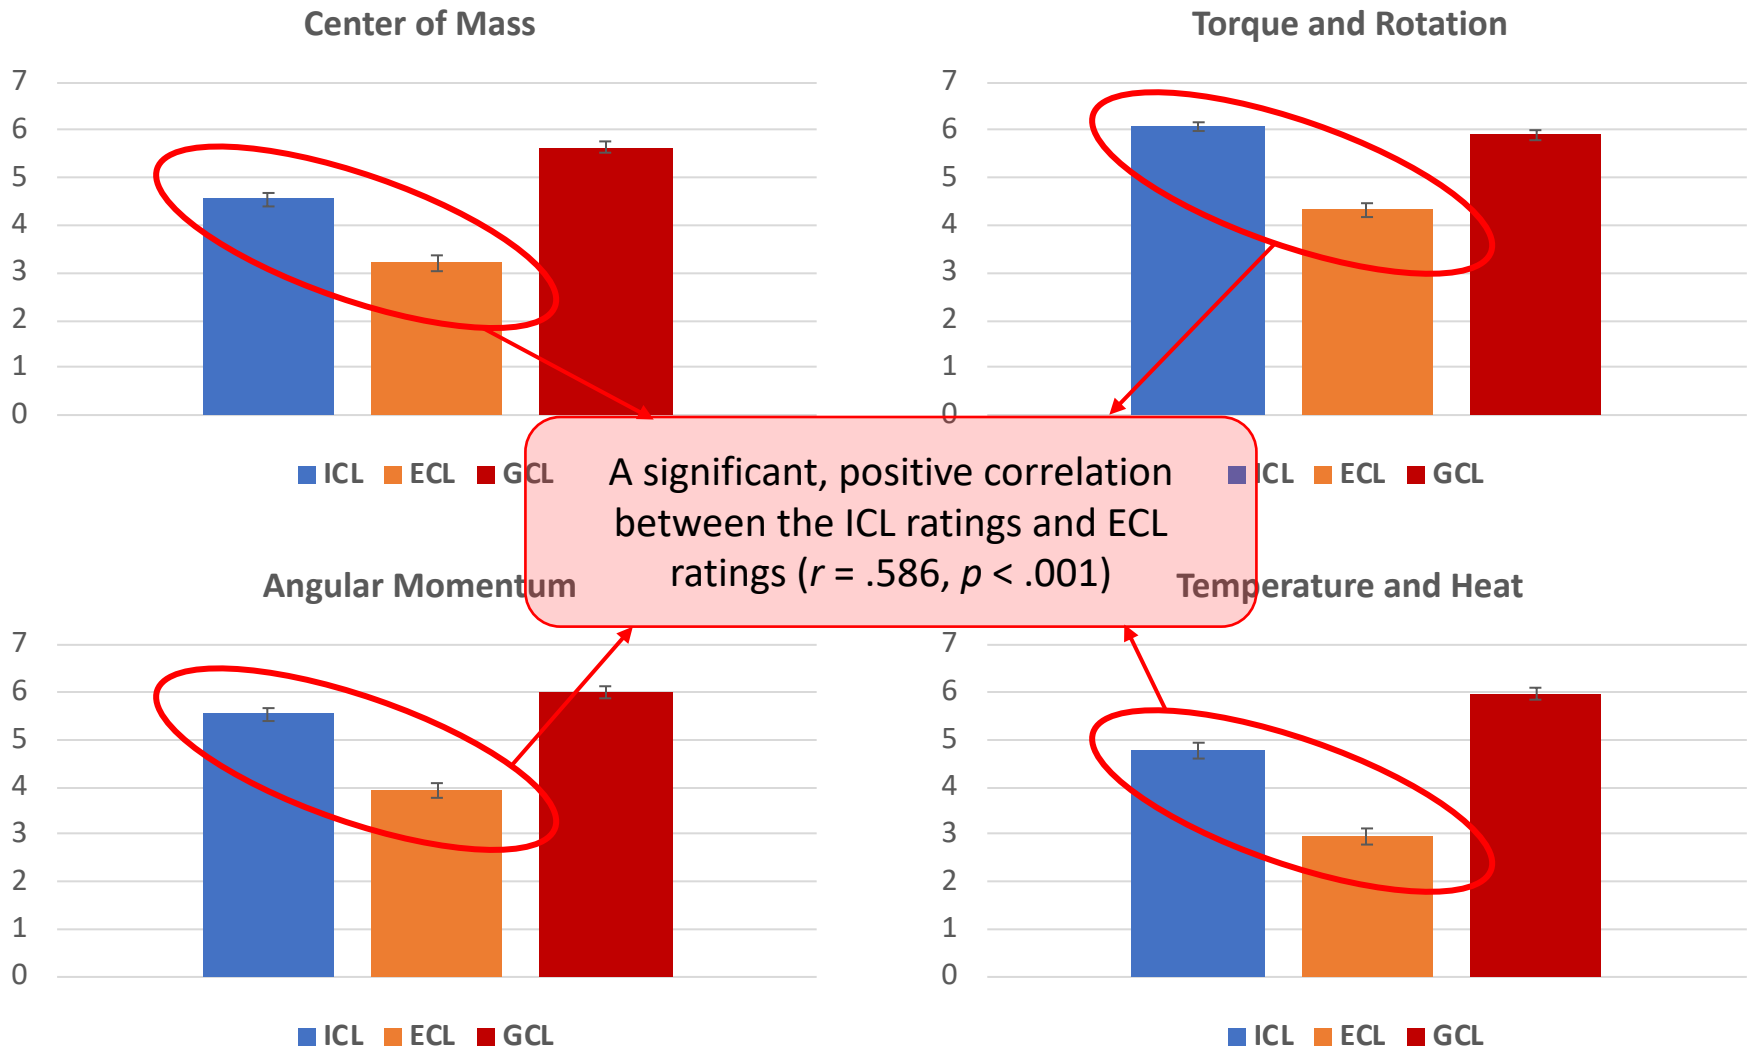 Center of Mass
7
6
5
4
3
2
1
0
ICL ECL GCL
Torque and Rotation
7
6
5
4
3
2
1
0
ICL ECL GCL
A significant, positive correlation
between the ICL ratings and ECL
ratings (r = .586, p < .001)
Angular Momentum
7
6
5
4
3
2
1
0
ICL ECL GCL
Temperature and Heat
7
6
5
4
3
2
1
0
ICL ECL GCL